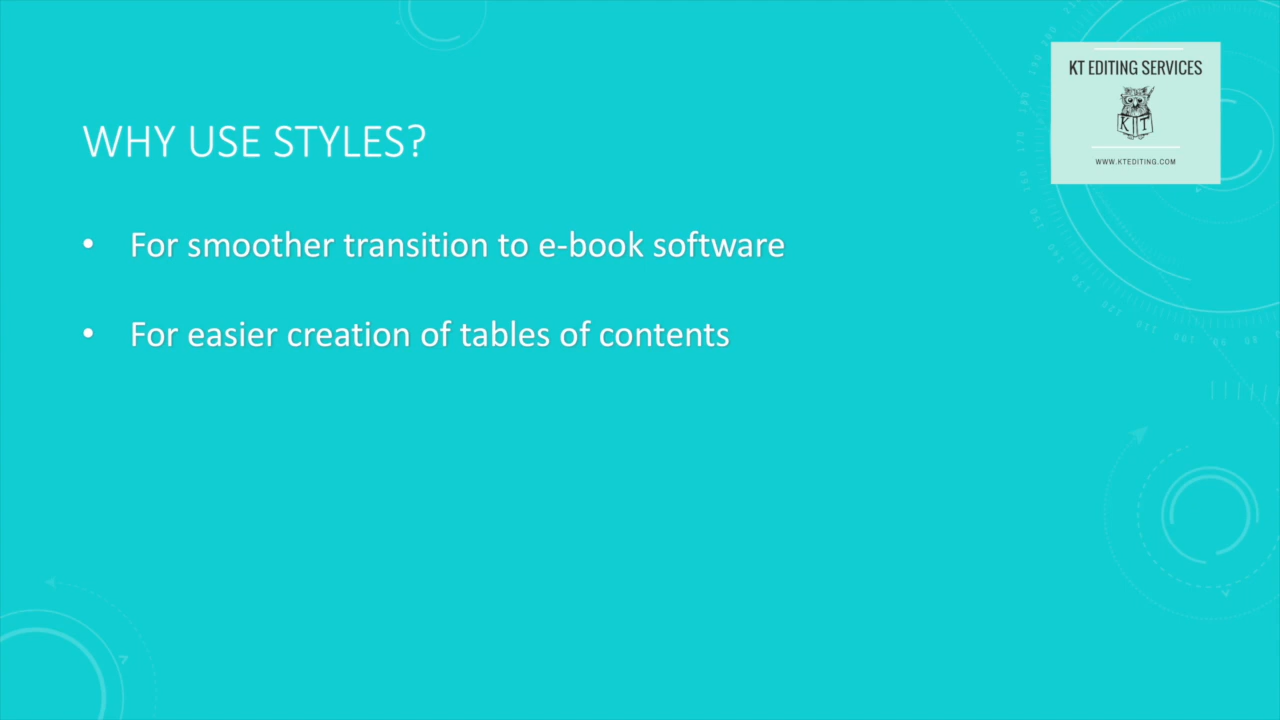 KT EDITING SERVICES
K T
WWW.KTEDITING.COM
WHY USE STYLES?
• For smoother transition to e-book software
• For easier creation of tables of contents